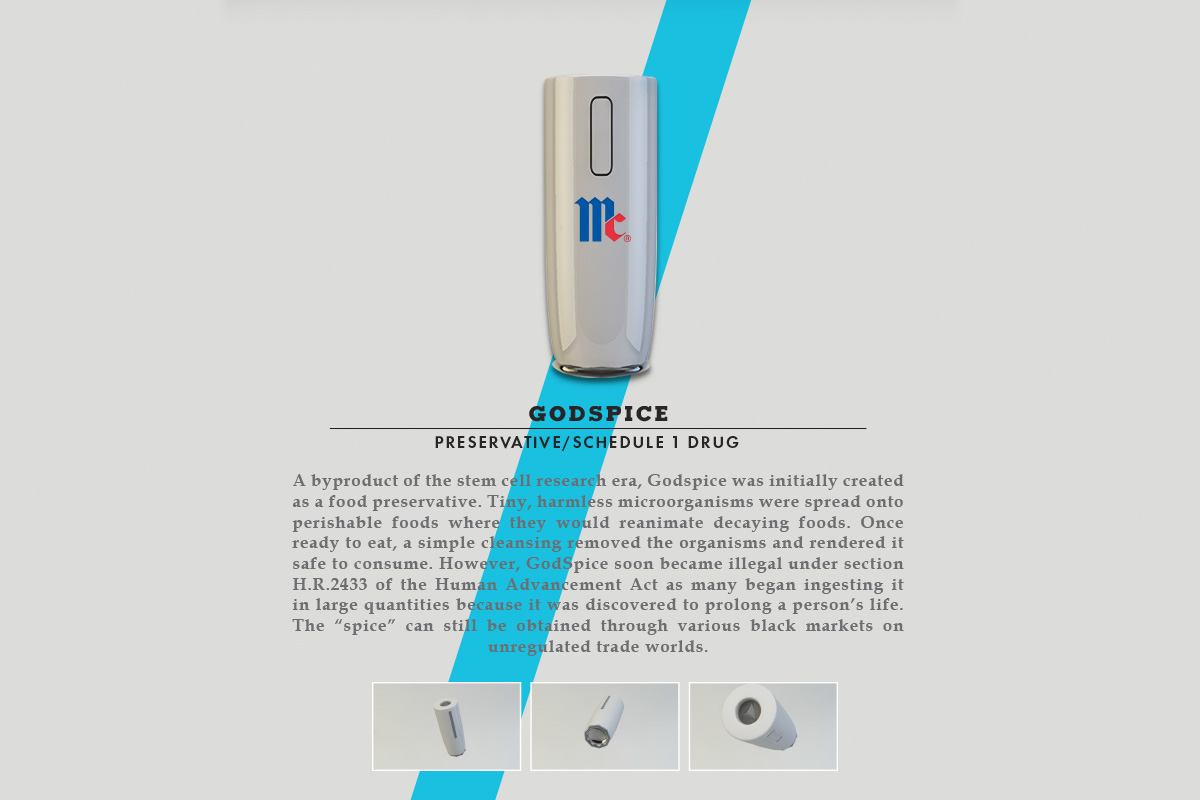 Mc®
GODSPICE
PRESERVATIVE/SCHEDULE 1 DRUG
A byproduct of the stem cell research era, Godspice was initially created
as a food preservative. Tiny, harmless microorganisms were spread onto
perishable foods where they would reanimate decaying foods. Once
ready to eat, a simple cleansing removed the organisms and rendered it
safe to consume. However, GodSpice soon became illegal under section
H.R.2433 of the Human Advancement Act as many began ingesting it
in large quantities because it was discovered to prolong a person’s life.
The “spice” can still be obtained through various black markets on
unregulated trade worlds.